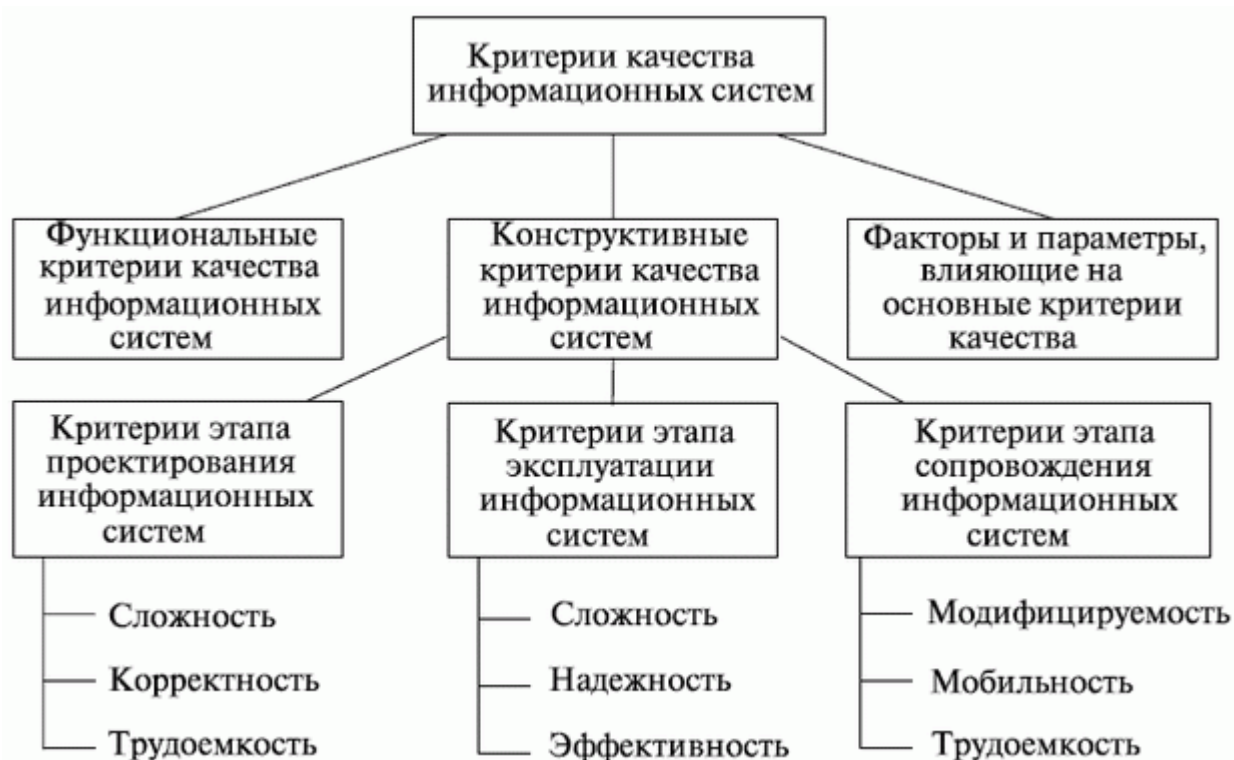 Критерии качества
информационных систем
Функциональные
критерии качества
информационных
систем
Конструктивные
критерии качества
информационных
систем
Факторы и параметры,
влияющие на
основные критерии
качества
Критерии этапа
проектирования
информационных
систем
Критерии этапа
эксплуатации
информационных
систем
Критерии этапа
сопровождения
информационных
систем
Сложность
Корректность
Трудоемкость
Сложность
Надежность
Эффективность
Модифицируемость
Мобильность
Трудоемкость